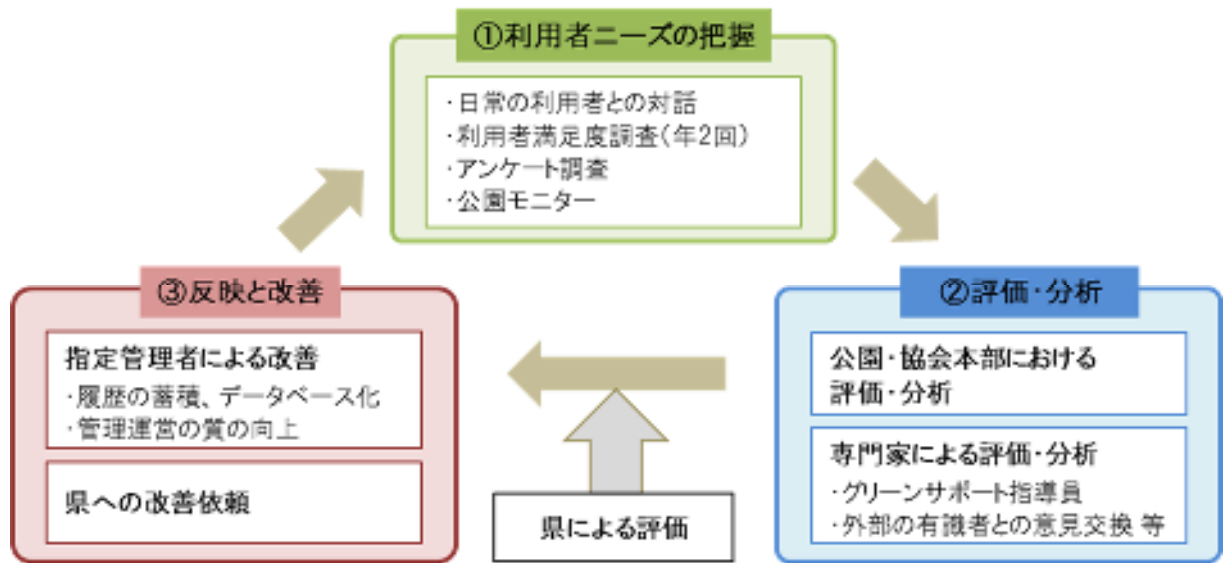 ①利用者ニーズの把握
・日常の利用者との対話
・利用者満足度調査(年2回)
・アンケート調査
・公園モニター
②評価・分析
公園・協会本部における
評価・分析
専門家による評価・分析
・グリーンサポート指導員
・外部の有識者との意見交換 等
③反映と改善
指定管理者による改善
・履歴の蓄積、データベース化
・管理運営の質の向上
県への改善依頼
県による評価